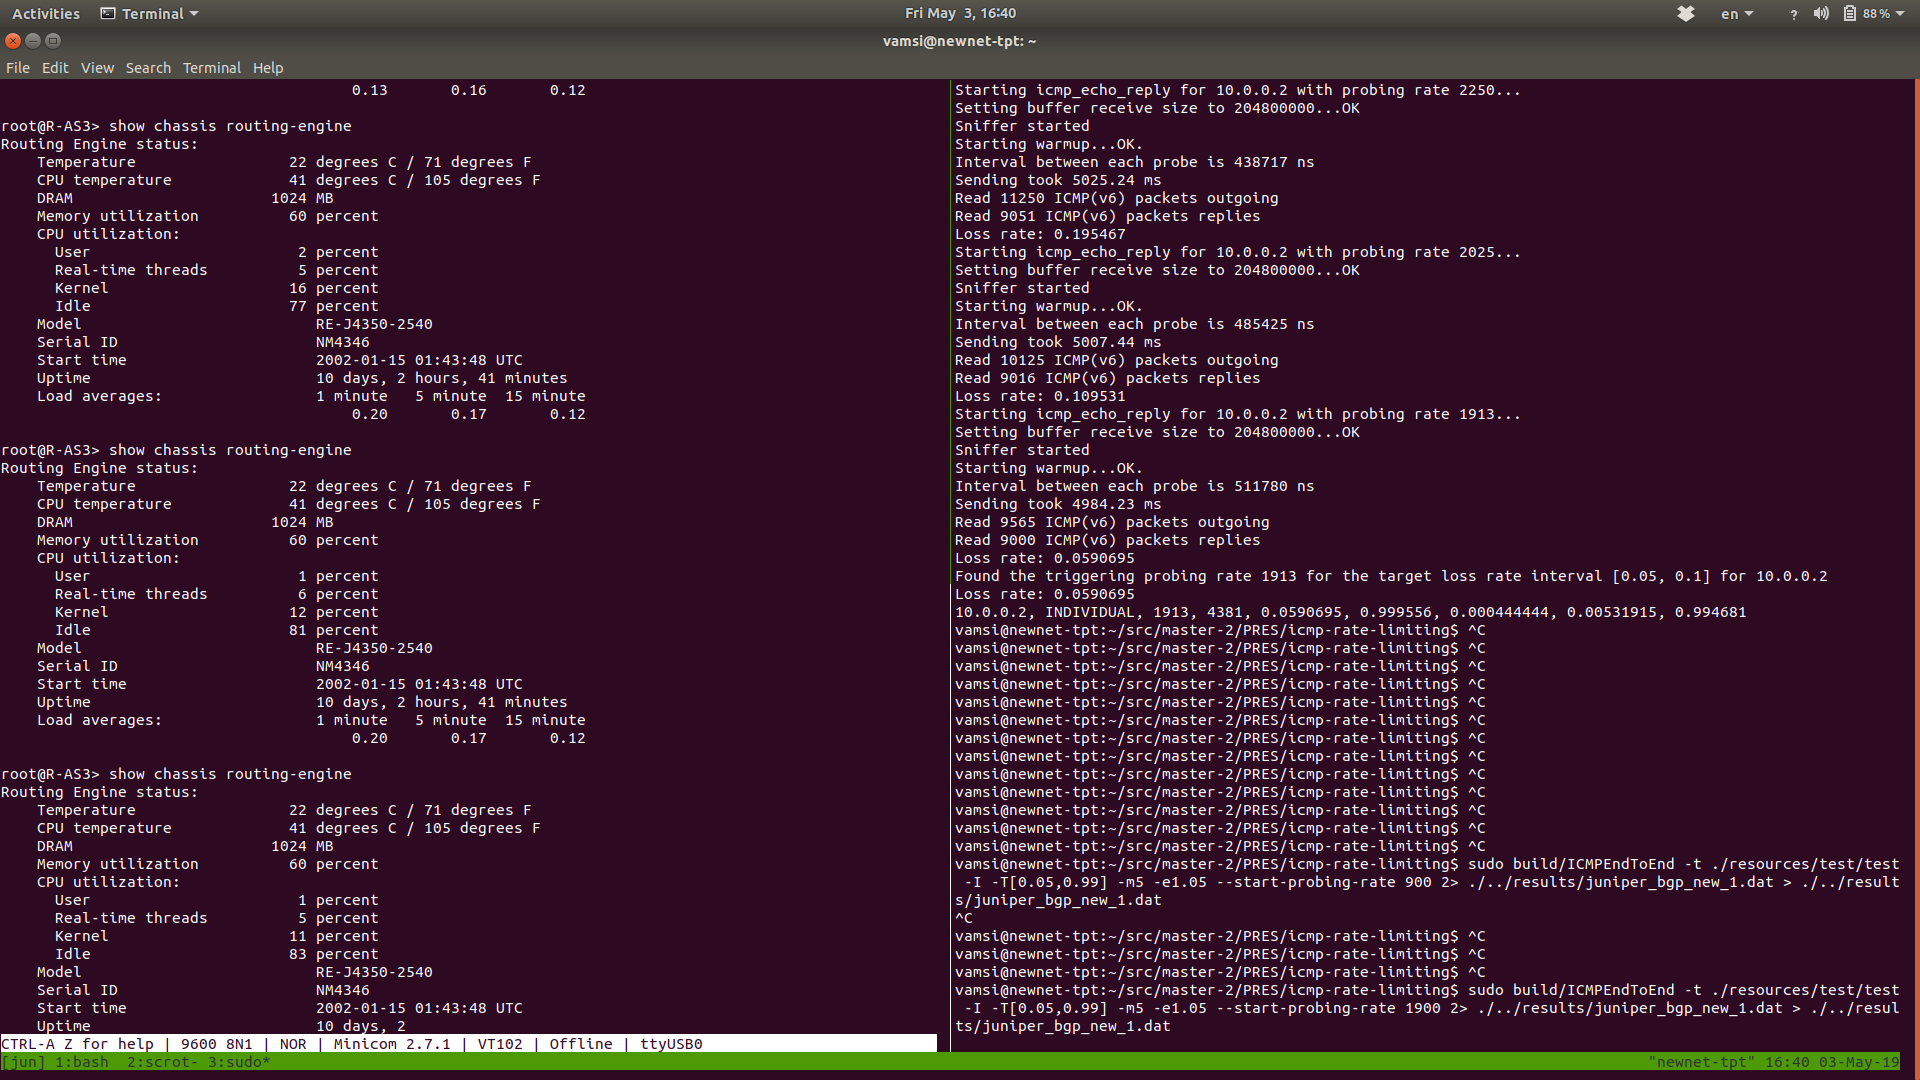 Activities Terminal Fri May 3, 16:40 en ? 88 %
vamsi@newnet-tpt: ~
File Edit View Search Terminal Help
0.13 0.16 0.12
root@R-AS3> show chassis routing-engine
Routing Engine status:
Temperature 22 degrees C / 71 degrees F
CPU temperature 41 degrees C / 105 degrees F
DRAM 1024 MB
Memory utilization 60 percent
CPU utilization:
User 2 percent
Real-time threads 5 percent
Kernel 16 percent
Idle 77 percent
Model RE-J4350-2540
Serial ID NM4346
Start time 2002-01-15 01:43:48 UTC
Uptime 10 days, 2 hours, 41 minutes
Load averages: 1 minute 5 minute 15 minute
0.20 0.17 0.12
root@R-AS3> show chassis routing-engine
Routing Engine status:
Temperature 22 degrees C / 71 degrees F
CPU temperature 41 degrees C / 105 degrees F
DRAM 1024 MB
Memory utilization 60 percent
CPU utilization:
User 1 percent
Real-time threads 6 percent
Kernel 12 percent
Idle 81 percent
Model RE-J4350-2540
Serial ID NM4346
Start time 2002-01-15 01:43:48 UTC
Uptime 10 days, 2 hours, 41 minutes
Load averages: 1 minute 5 minute 15 minute
0.20 0.17 0.12
root@R-AS3> show chassis routing-engine
Routing Engine status:
Temperature 22 degrees C / 71 degrees F
CPU temperature 41 degrees C / 105 degrees F
DRAM 1024 MB
Memory utilization 60 percent
CPU utilization:
User 1 percent
Real-time threads 5 percent
Kernel 11 percent
Idle 83 percent
Model RE-J4350-2540
Serial ID NM4346
Start time 2002-01-15 01:43:48 UTC
Uptime 10 days, 2
CTRL-A Z for help | 9600 8N1 | NOR | Minicom 2.7.1 | VT102 | Offline | ttyUSB0
Starting icmp_echo_reply for 10.0.0.2 with probing rate 2250...
Setting buffer receive size to 204800000...OK
Sniffer started
Starting warmup...OK.
Interval between each probe is 438717 ns
Sending took 5025.24 ms
Read 11250 ICMP(v6) packets outgoing
Read 9051 ICMP(v6) packets replies
Loss rate: 0.195467
Starting icmp_echo_reply for 10.0.0.2 with probing rate 2025...
Setting buffer receive size to 204800000...OK
Sniffer started
Starting warmup...OK.
Interval between each probe is 485425 ns
Sending took 5007.44 ms
Read 10125 ICMP(v6) packets outgoing
Read 9016 ICMP(v6) packets replies
Loss rate: 0.109531
Starting icmp_echo_reply for 10.0.0.2 with probing rate 1913...
Setting buffer receive size to 204800000...OK
Sniffer started
Starting warmup...OK.
Interval between each probe is 511780 ns
Sending took 4984.23 ms
Read 9565 ICMP(v6) packets outgoing
Read 9000 ICMP(v6) packets replies
Loss rate: 0.0590695
Found the triggering probing rate 1913 for the target loss rate interval [0.05, 0.1] for 10.0.0.2
Loss rate: 0.0590695
10.0.0.2, INDIVIDUAL, 1913, 4381, 0.0590695, 0.999556, 0.000444444, 0.00531915, 0.994681
vamsi@newnet-tpt:~/src/master-2/PRES/icmp-rate-limiting$ ^C
vamsi@newnet-tpt:~/src/master-2/PRES/icmp-rate-limiting$ ^C
vamsi@newnet-tpt:~/src/master-2/PRES/icmp-rate-limiting$ ^C
vamsi@newnet-tpt:~/src/master-2/PRES/icmp-rate-limiting$ ^C
vamsi@newnet-tpt:~/src/master-2/PRES/icmp-rate-limiting$ ^C
vamsi@newnet-tpt:~/src/master-2/PRES/icmp-rate-limiting$ ^C
vamsi@newnet-tpt:~/src/master-2/PRES/icmp-rate-limiting$ ^C
vamsi@newnet-tpt:~/src/master-2/PRES/icmp-rate-limiting$ ^C
vamsi@newnet-tpt:~/src/master-2/PRES/icmp-rate-limiting$ ^C
vamsi@newnet-tpt:~/src/master-2/PRES/icmp-rate-limiting$ ^C
vamsi@newnet-tpt:~/src/master-2/PRES/icmp-rate-limiting$ ^C
vamsi@newnet-tpt:~/src/master-2/PRES/icmp-rate-limiting$ ^C
vamsi@newnet-tpt:~/src/master-2/PRES/icmp-rate-limiting$ ^C
vamsi@newnet-tpt:~/src/master-2/PRES/icmp-rate-limiting$ sudo build/ICMPEndToEnd -t ./resources/test/test
-I -T[0.05,0.99] -m5 -e1.05 --start-probing-rate 900 2> ./../results/juniper_bgp_new_1.dat > ./../result
s/juniper_bgp_new_1.dat
^C
vamsi@newnet-tpt:~/src/master-2/PRES/icmp-rate-limiting$ ^C
vamsi@newnet-tpt:~/src/master-2/PRES/icmp-rate-limiting$ ^C
vamsi@newnet-tpt:~/src/master-2/PRES/icmp-rate-limiting$ ^C
vamsi@newnet-tpt:~/src/master-2/PRES/icmp-rate-limiting$ sudo build/ICMPEndToEnd -t ./resources/test/test
-I -T[0.05,0.99] -m5 -e1.05 --start-probing-rate 1900 2> ./../results/juniper_bgp_new_1.dat > ./../resul
ts/juniper_bgp_new_1.dat
[jun] 1:bash 2:scrot- 3:sudo* "newnet-tpt" 16:40 03-May-19